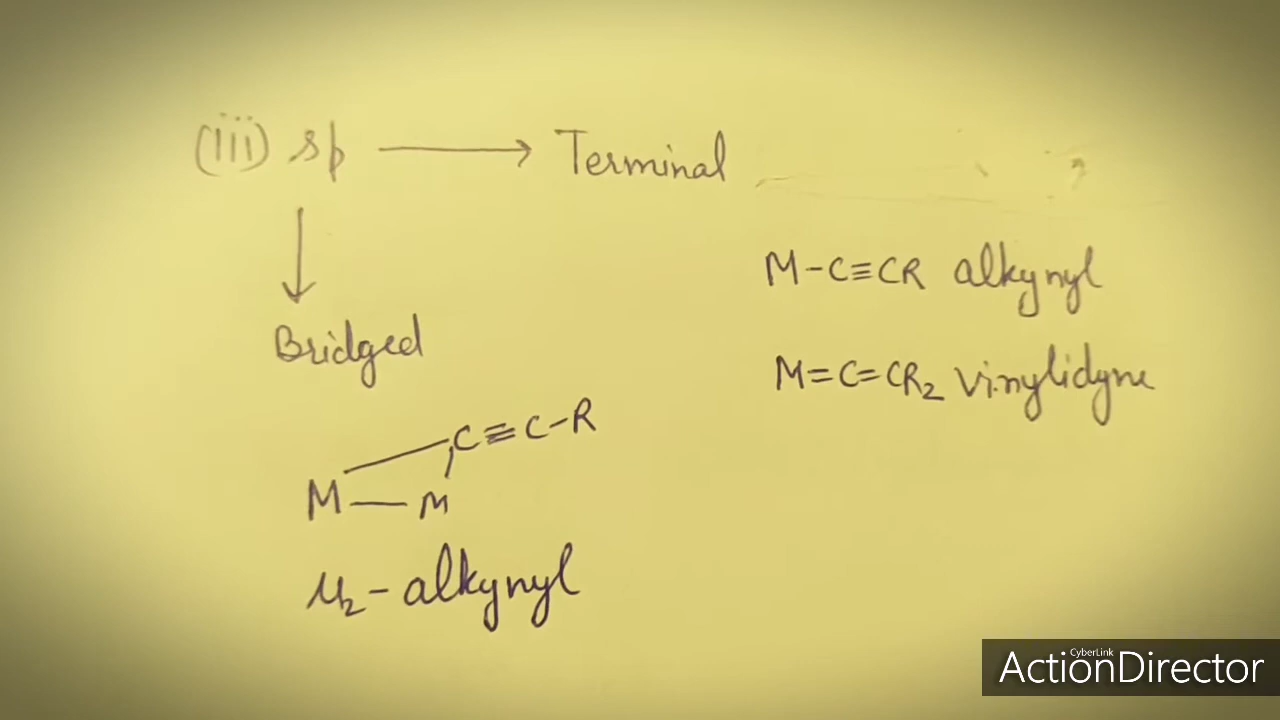 (iii) sp → Terminal
M-C≡CR alkynyl
M=C=CR₂ vinylidyne
↓
Bridged
C≡C-R
M — M
μ₂-alkynyl
CyberLink
ActionDirector